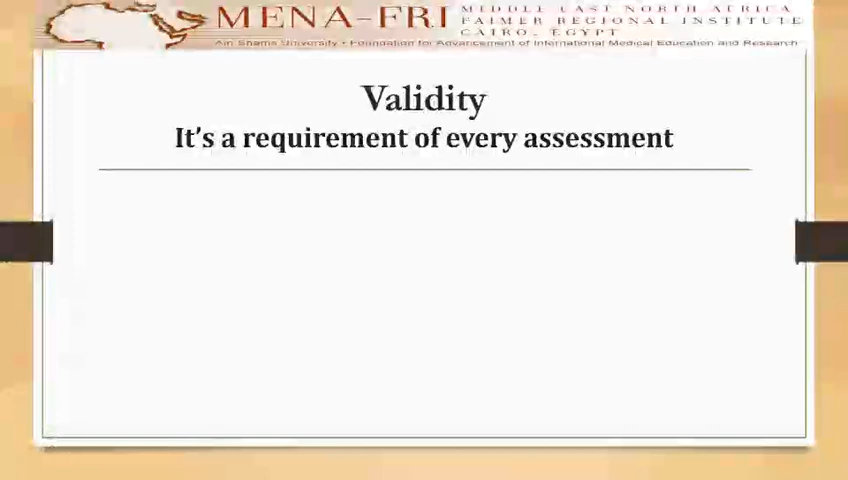 MENA-FRI
MIDDLE EAST NORTH AFRICA
FAIMER REGIONAL INSTITUTE
CAIRO, EGYPT
Ain Shams University • Foundation for Advancement of International Medical Education and Research
Validity
It's a requirement of every assessment